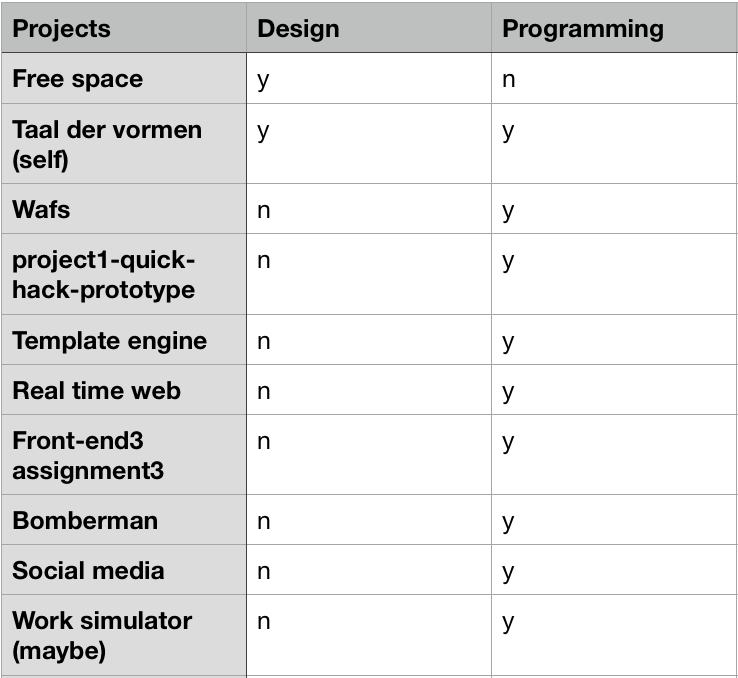 Projects Design Programming
Free space y n
Taal der vormen y y
(self)
Wafs n y
project1-quick- n y
hack-prototype
Template engine n y
Real time web n y
Front-end3 n y
assignment3
Bomberman n y
Social media n y
Work simulator n y
(maybe)